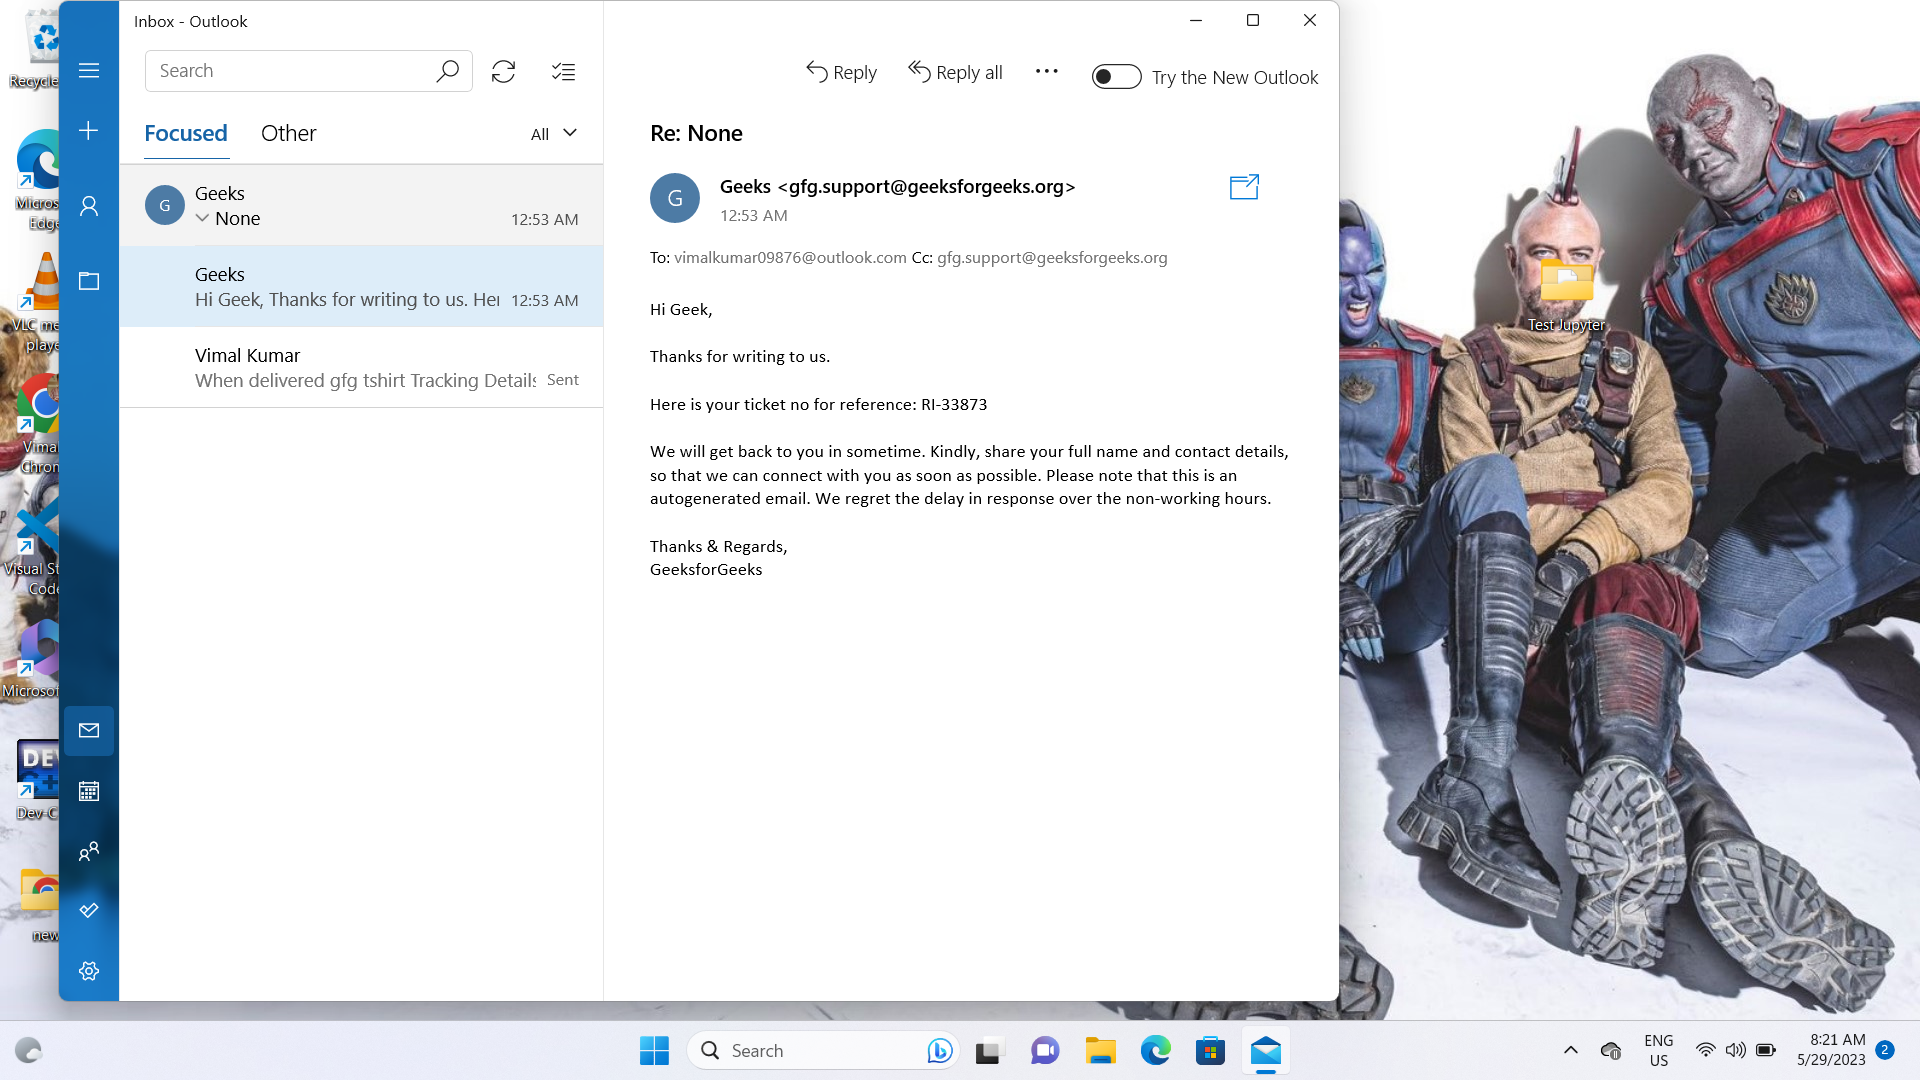 Inbox - Outlook
Search
Reply
Reply all
Try the New Outlook
Focused
Other
All
G
Geeks
None
12:53 AM
Geeks
Hi Geek, Thanks for writing to us. Her
12:53 AM
Vimal Kumar
When delivered gfg tshirt Tracking Details
Sent
Re: None
G
Geeks <gfg.support@geeksforgeeks.org>
12:53 AM
To: vimalkumar09876@outlook.com Cc: gfg.support@geeksforgeeks.org
Hi Geek,
Thanks for writing to us.
Here is your ticket no for reference: RI-33873
We will get back to you in sometime. Kindly, share your full name and contact details,
so that we can connect with you as soon as possible. Please note that this is an
autogenerated email. We regret the delay in response over the non-working hours.
Thanks & Regards,
GeeksforGeeks
Recycle
Micros
Edge
VLC me
playe
Vima
Chrom
Visual St
Code
Microsof
DEV
C+
Dev-C
new
Test Jupyter
Search
ENG
US
8:21 AM
5/29/2023
2